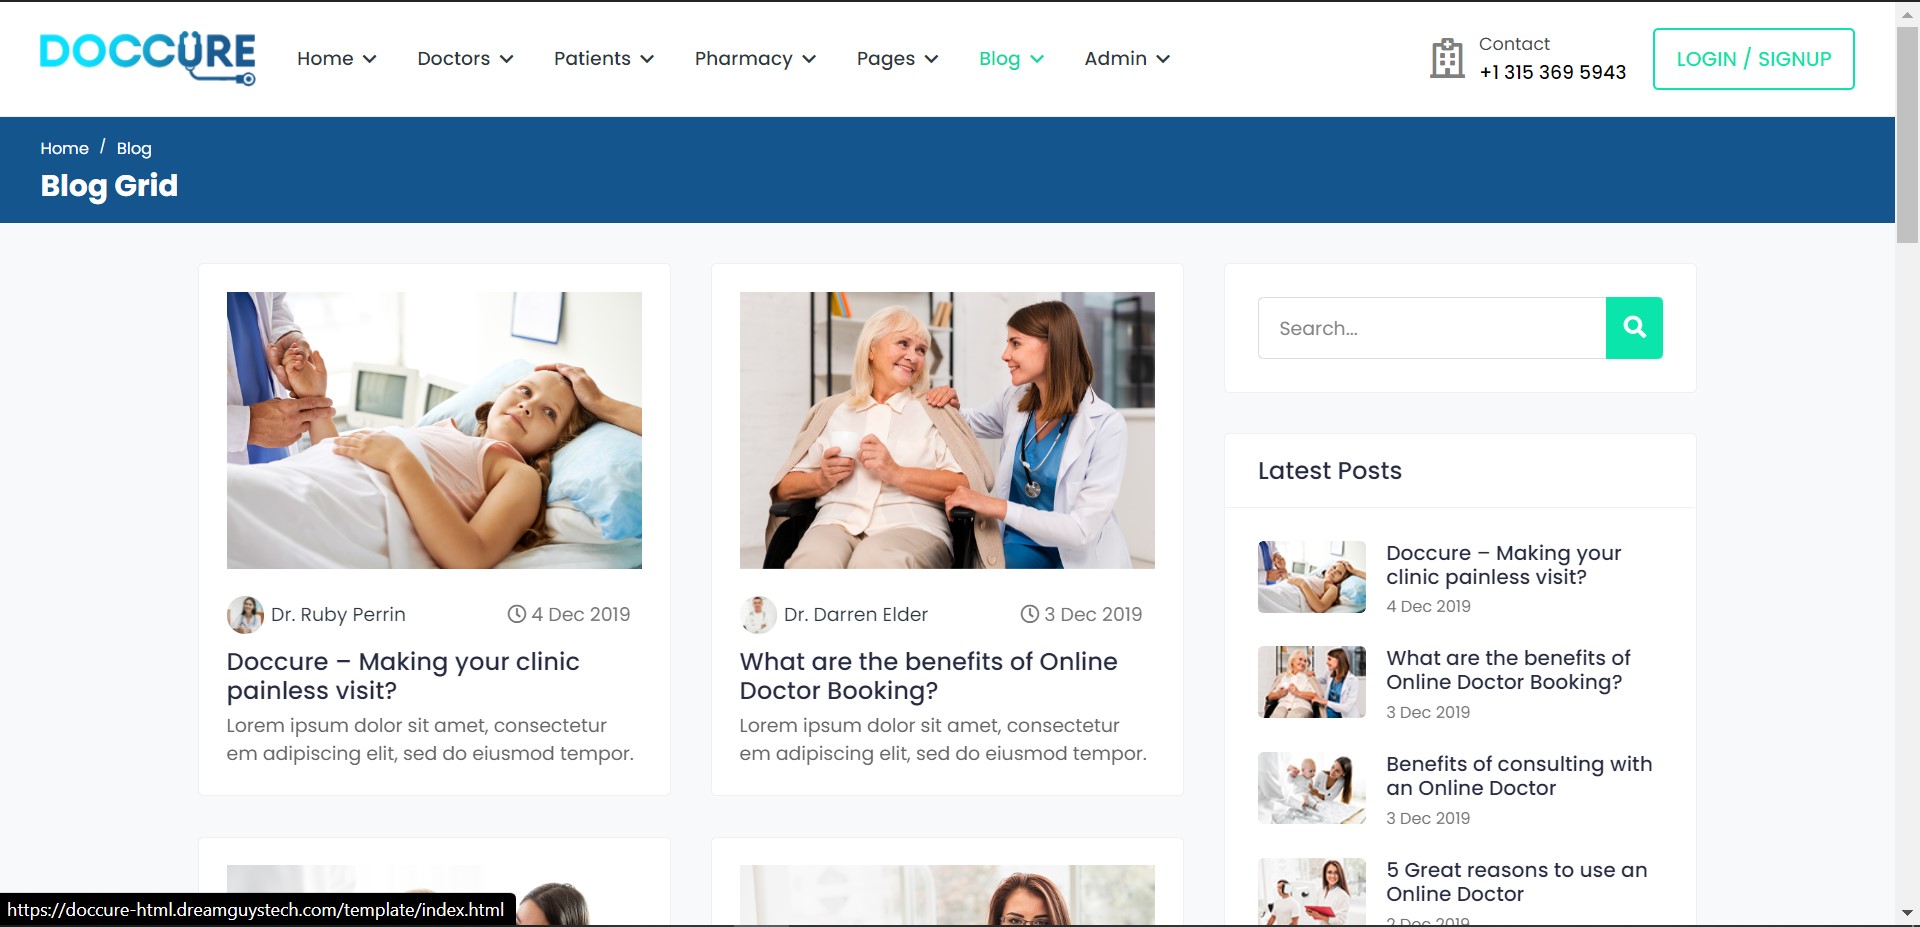 DOCCURE
Home
Doctors
Patients
Pharmacy
Pages
Blog
Admin
Contact
+1 315 369 5943
LOGIN / SIGNUP
Home / Blog
Blog Grid
Dr. Ruby Perrin
4 Dec 2019
Doccure – Making your clinic
painless visit?
Lorem ipsum dolor sit amet, consectetur
em adipiscing elit, sed do eiusmod tempor.
Dr. Darren Elder
3 Dec 2019
What are the benefits of Online
Doctor Booking?
Lorem ipsum dolor sit amet, consectetur
em adipiscing elit, sed do eiusmod tempor.
Search...
Latest Posts
Doccure – Making your
clinic painless visit?
4 Dec 2019
What are the benefits of
Online Doctor Booking?
3 Dec 2019
Benefits of consulting with
an Online Doctor
3 Dec 2019
5 Great reasons to use an
Online Doctor
2 Dec 2019
https://doccure-html.dreamguystech.com/template/index.html